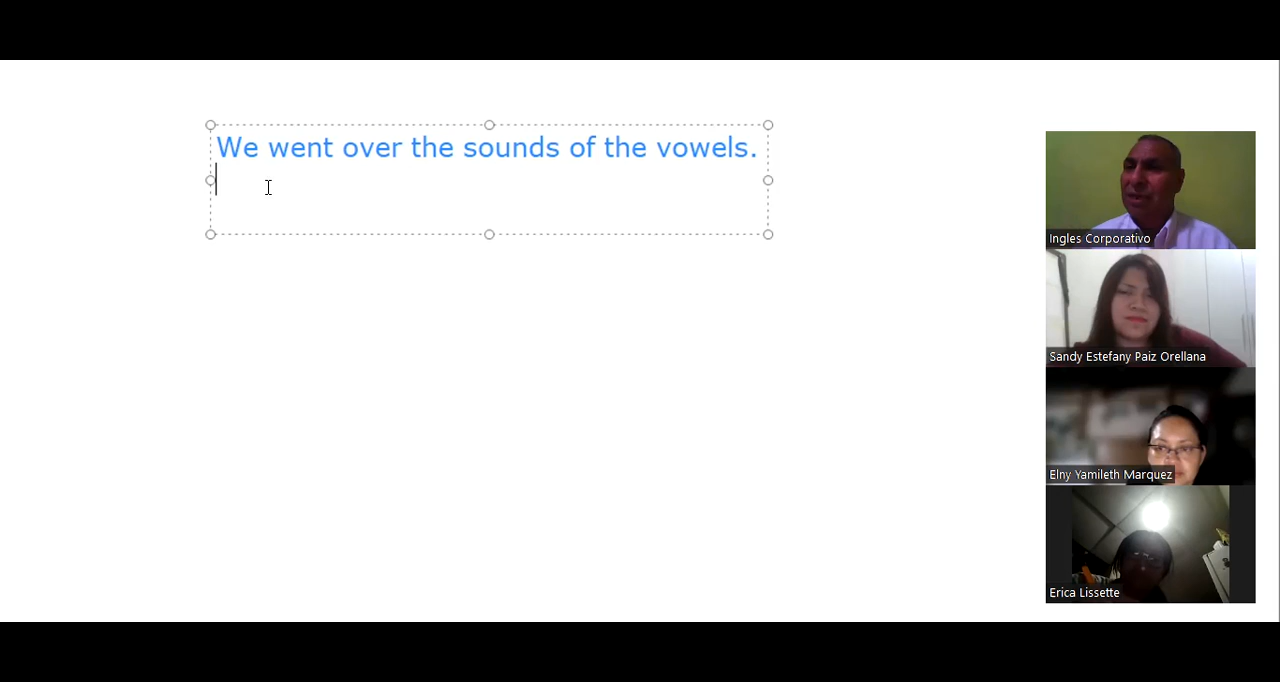 We went over the sounds of the vowels.
Ingles Corporativo
Sandy Estefany Paiz Orellana
Elny Yamileth Marquez
Erica Lissette